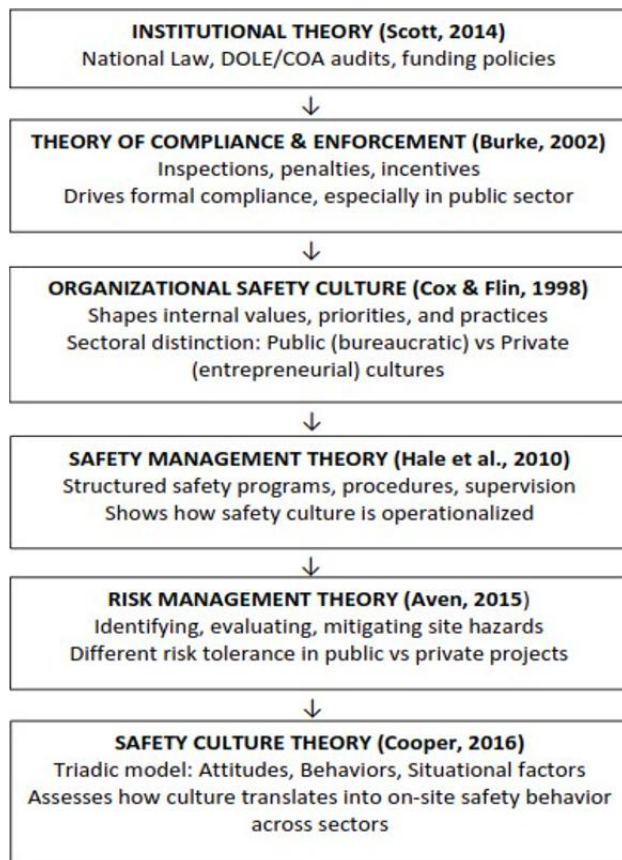 INSTITUTIONAL THEORY (Scott, 2014)
National Law, DOLE/COA audits, funding policies
↓
THEORY OF COMPLIANCE & ENFORCEMENT (Burke, 2002)
Inspections, penalties, incentives
Drives formal compliance, especially in public sector
↓
ORGANIZATIONAL SAFETY CULTURE (Cox & Flin, 1998)
Shapes internal values, priorities, and practices
Sectoral distinction: Public (bureaucratic) vs Private
(entrepreneurial) cultures
↓
SAFETY MANAGEMENT THEORY (Hale et al., 2010)
Structured safety programs, procedures, supervision
Shows how safety culture is operationalized
↓
RISK MANAGEMENT THEORY (Aven, 2015)
Identifying, evaluating, mitigating site hazards
Different risk tolerance in public vs private projects
↓
SAFETY CULTURE THEORY (Cooper, 2016)
Triadic model: Attitudes, Behaviors, Situational factors
Assesses how culture translates into on-site safety behavior
across sectors